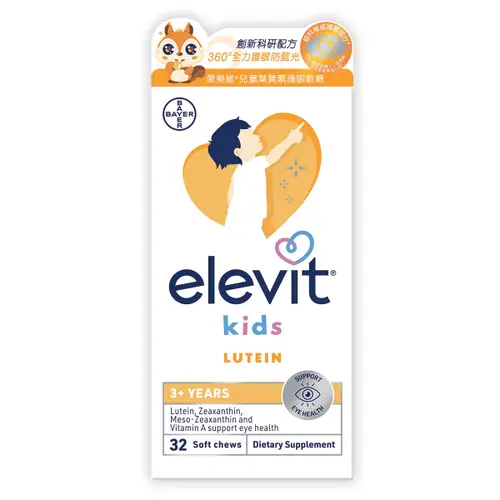 創新科研配方
360°全力護眼防藍光
愛樂維®兒童葉黃素護眼軟糖
BAYER
BAYER
elevit®
kids
LUTEIN
3+ YEARS
SUPPORT
EYE HEALTH
Lutein, Zeaxanthin,
Meso-Zeaxanthin and
Vitamin A support eye health
32 Soft chews
Dietary Supplement